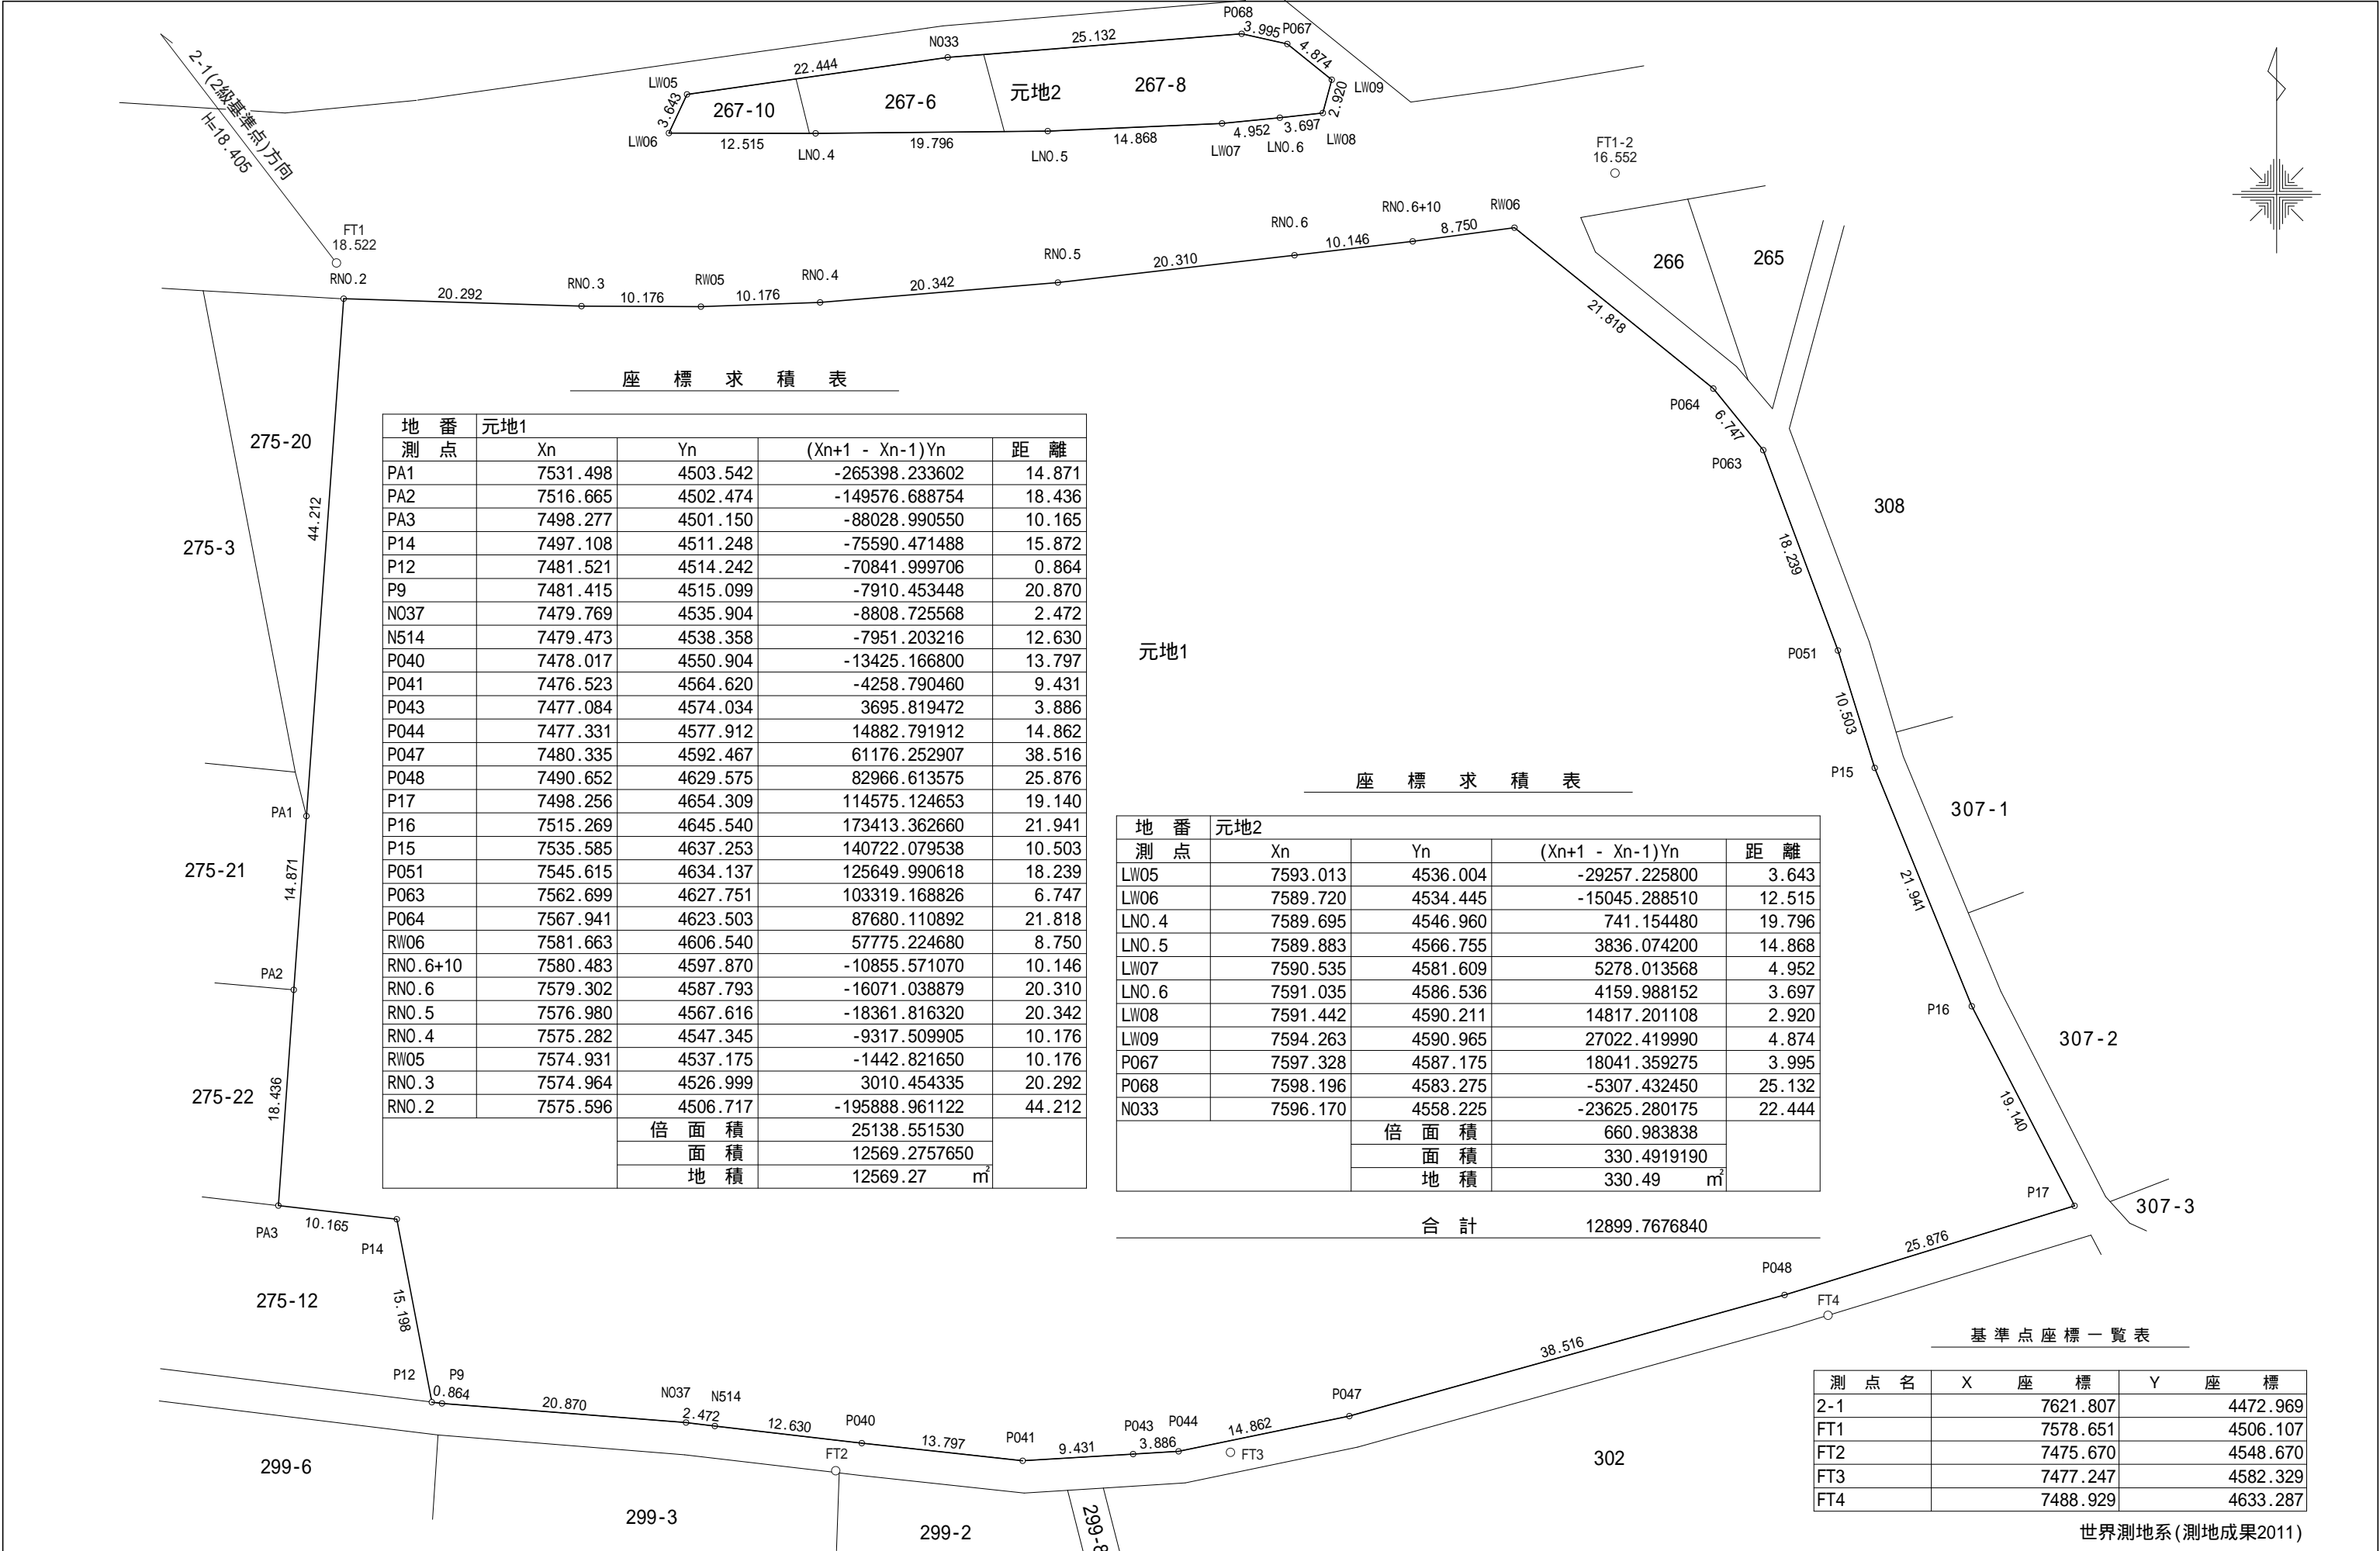 P068
3.995
P067
N033
25.132
4.874
2-1(2級基準点)方向
H=18.405
LW05
22.444
3.643
267-10
267-6
元地2
267-8
2.920
LW09
LW06
12.515
LNO.4
19.796
LNO.5
14.868
LW07
4.952
LNO.6
3.697
LW08
FT1-2
16.552
FT1
18.522
RNO.2
20.292
RNO.3
10.176
RW05
10.176
RNO.4
20.342
RNO.5
20.310
RNO.6
10.146
RNO.6+10
8.750
RW06
266
265
21.818
P064
6.747
P063
308
18.239
P051
10.503
P15
307-1
21.941
P16
307-2
19.140
P17
307-3
275-20
44.212
275-3
PA1
275-21
14.871
PA2
275-22
18.436
PA3
10.165
P14
275-12
15.198
P12
P9
0.864
20.870
N037
N514
2.472
12.630
P040
13.797
P041
9.431
P043
3.886
P044
14.862
P047
38.516
P048
25.876
FT4
FT2
FT3
299-6
299-3
299-2
299-8
302
元地1
座 標 求 積 表
地 番 元地1
測 点 Xn Yn (Xn+1 - Xn-1)Yn 距 離
PA1 7531.498 4503.542 -265398.233602 14.871
PA2 7516.665 4502.474 -149576.688754 18.436
PA3 7498.277 4501.150 -88028.990550 10.165
P14 7497.108 4511.248 -75590.471488 15.872
P12 7481.521 4514.242 -70841.999706 0.864
P9 7481.415 4515.099 -7910.453448 20.870
NO37 7479.769 4535.904 -8808.725568 2.472
N514 7479.473 4538.358 -7951.203216 12.630
P040 7478.017 4550.904 -13425.166800 13.797
P041 7476.523 4564.620 -4258.790460 9.431
P043 7477.084 4574.034 3695.819472 3.886
P044 7477.331 4577.912 14882.791912 14.862
P047 7480.335 4592.467 61176.252907 38.516
P048 7490.652 4629.575 82966.613575 25.876
P17 7498.256 4654.309 114575.124653 19.140
P16 7515.269 4645.540 173413.362660 21.941
P15 7535.585 4637.253 140722.079538 10.503
P051 7545.615 4634.137 125649.990618 18.239
P063 7562.699 4627.751 103319.168826 6.747
P064 7567.941 4623.503 87680.110892 21.818
RW06 7581.663 4606.540 57775.224680 8.750
RNO.6+10 7580.483 4597.870 -10855.571070 10.146
RNO.6 7579.302 4587.793 -16071.038879 20.310
RNO.5 7576.980 4567.616 -18361.816320 20.342
RNO.4 7575.282 4547.345 -9317.509905 10.176
RW05 7574.931 4537.175 -1442.821650 10.176
RNO.3 7574.964 4526.999 3010.454335 20.292
RNO.2 7575.596 4506.717 -195888.961122 44.212
倍 面 積 25138.551530
面 積 12569.2757650
地 積 12569.27 ㎡
座 標 求 積 表
地 番 元地2
測 点 Xn Yn (Xn+1 - Xn-1)Yn 距 離
LW05 7593.013 4536.004 -29257.225800 3.643
LW06 7589.720 4534.445 -15045.288510 12.515
LNO.4 7589.695 4546.960 741.154480 19.796
LNO.5 7589.883 4566.755 3836.074200 14.868
LW07 7590.535 4581.609 5278.013568 4.952
LNO.6 7591.035 4586.536 4159.988152 3.697
LW08 7591.442 4590.211 14817.201108 2.920
LW09 7594.263 4590.965 27022.419990 4.874
P067 7597.328 4587.175 18041.359275 3.995
P068 7598.196 4583.275 -5307.432450 25.132
N033 7596.170 4558.225 -23625.280175 22.444
倍 面 積 660.983838
面 積 330.4919190
地 積 330.49 ㎡
合 計 12899.7676840
基 準 点 座 標 一 覧 表
測 点 名 X 座 標 Y 座 標
2-1 7621.807 4472.969
FT1 7578.651 4506.107
FT2 7475.670 4548.670
FT3 7477.247 4582.329
FT4 7488.929 4633.287
世界測地系(測地成果2011)